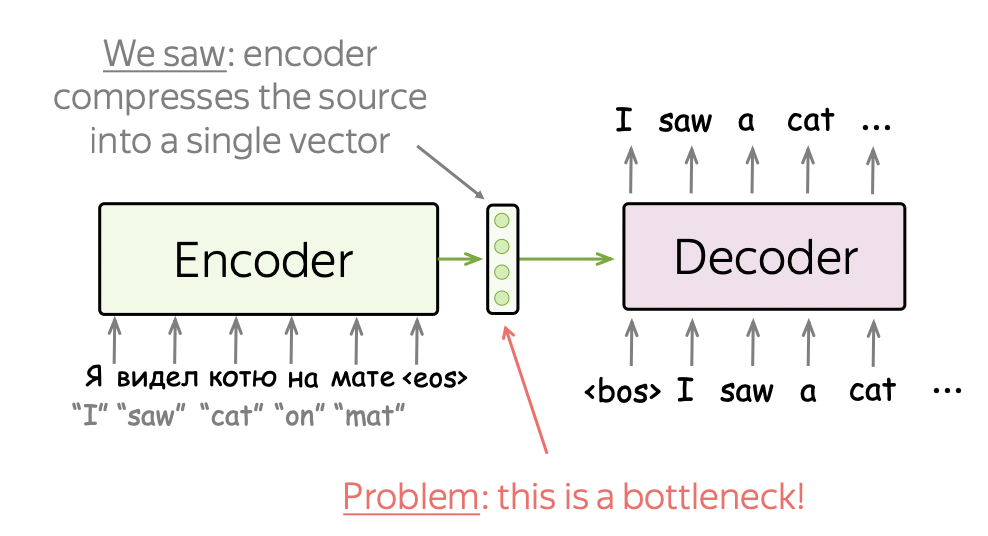 We saw: encoder
compresses the source
into a single vector
I saw a cat ...
Encoder
Decoder
Я видел котю на мате <eos>
“I” “saw” “cat” “on” “mat”
<bos> I saw a cat ...
Problem: this is a bottleneck!